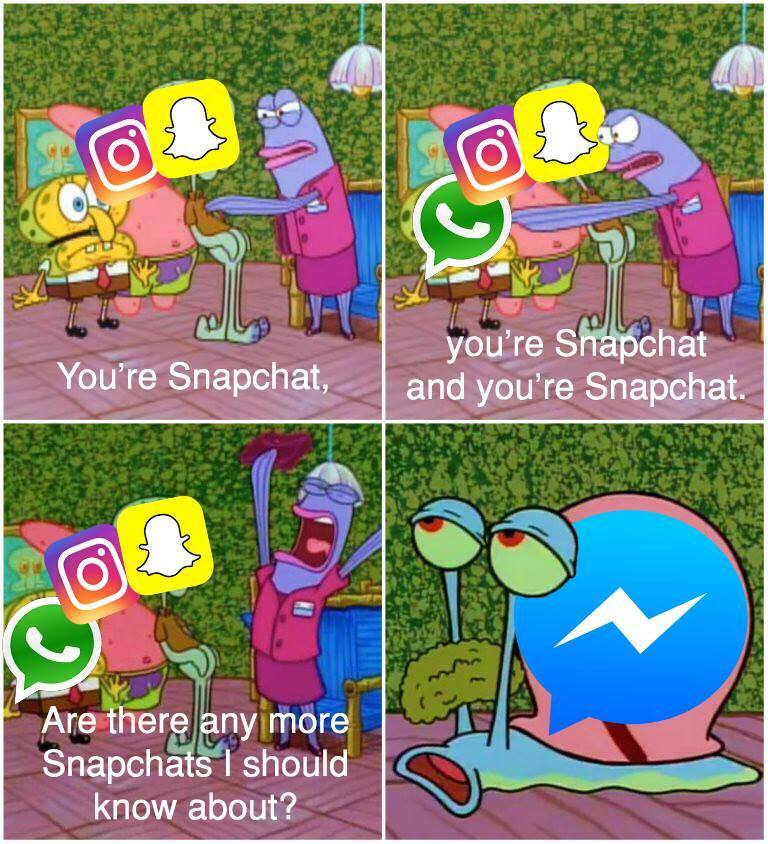 You're Snapchat,
you're Snapchat
and you're Snapchat.
Are there any more
Snapchats I should
know about?